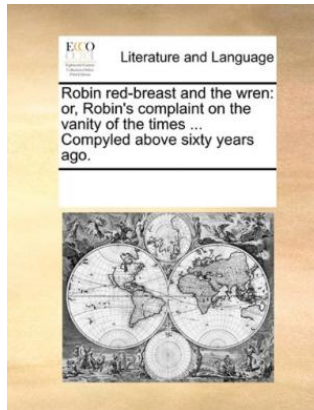 ECCO
Literature and Language
Robin red-breast and the wren:
or, Robin's complaint on the
vanity of the times ...
Compyled above sixty years
ago.